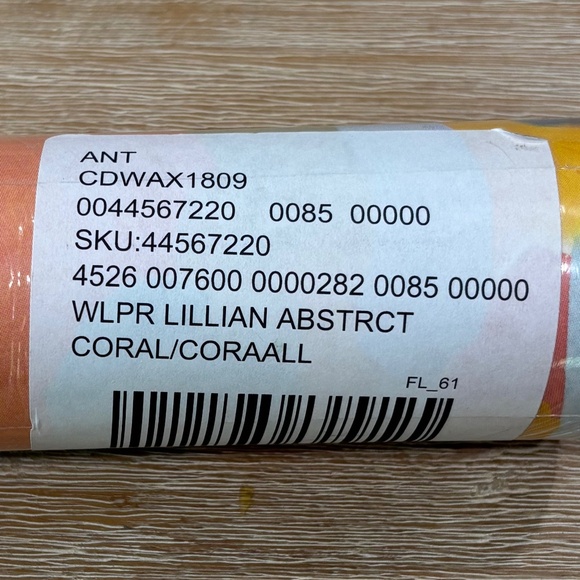 ANT
CDWAX1809
0044567220 0085 00000
SKU:44567220
4526 007600 0000282 0085 00000
WLPR LILLIAN ABSTRCT
CORAL/CORAALL
FL_61